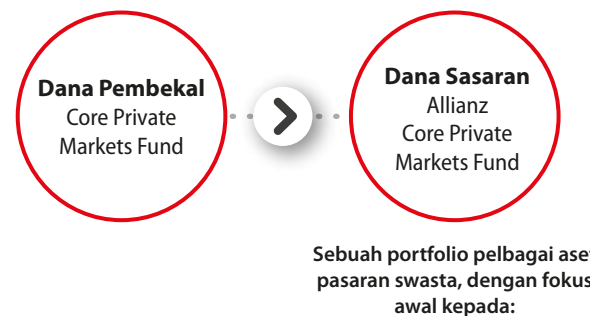 Dana Pembekal
Core Private
Markets Fund
Dana Sasaran
Allianz
Core Private
Markets Fund
Sebuah portfolio pelbagai aset
pasaran swasta, dengan fokus
awal kepada: